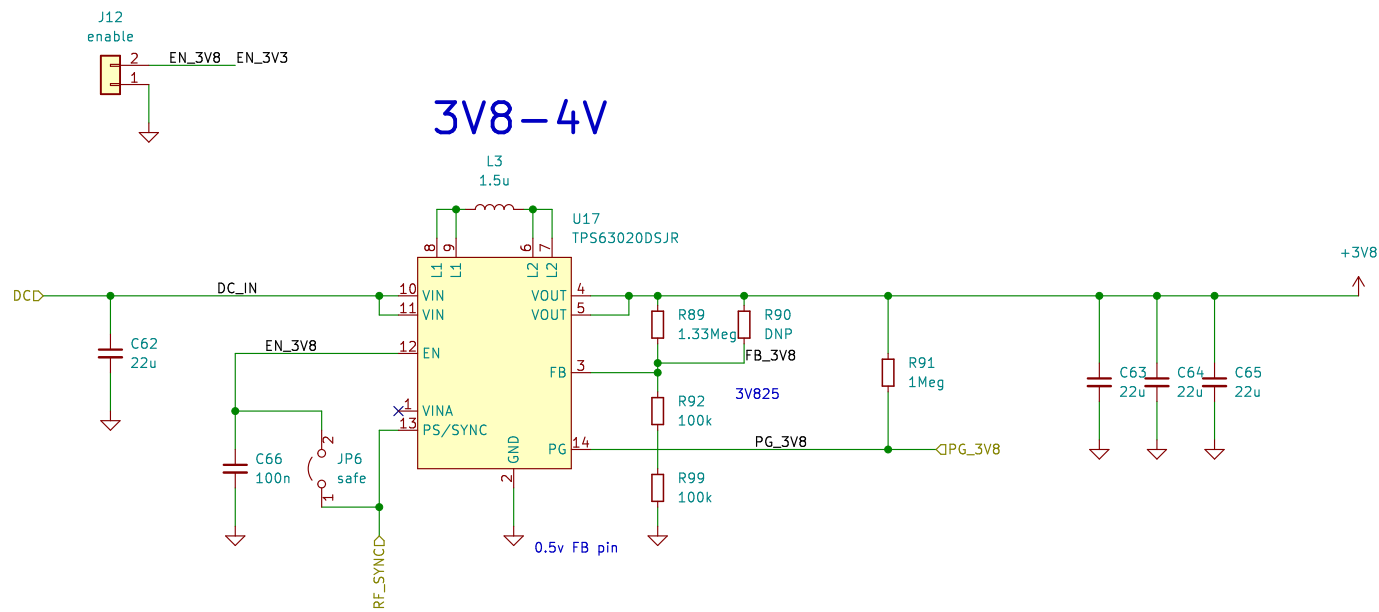 J12
enable
2
EN_3V8
EN_3V3
1
3V8-4V
L3
1.5u
U17
TPS63020DSJR
8
9
6
7
L1
L1
L2
L2
+3V8
DC
DC_IN
10
VIN
11
VIN
VOUT
4
VOUT
5
R89
1.33Meg
R90
DNP
C62
22u
EN_3V8
12
EN
FB_3V8
FB
3
R91
1Meg
C63
22u
C64
22u
C65
22u
3V825
1
VINA
13
PS/SYNC
R92
100k
GND
2
PG
14
PG_3V8
PG_3V8
C66
100n
2
JP6
safe
1
R99
100k
0.5v FB pin
RF_SYNC